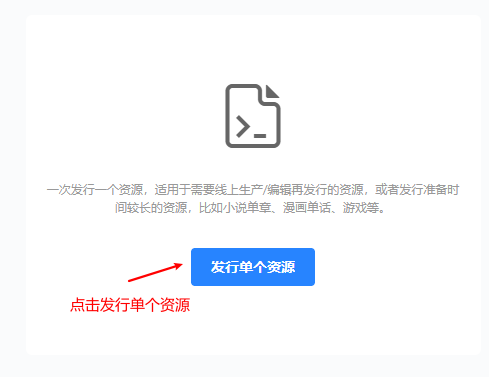 一次发行一个资源，适用于需要线上生产/编辑再发行的资源，或者发行准备时
间较长的资源，比如小说单章、漫画单话、游戏等。
发行单个资源
点击发行单个资源